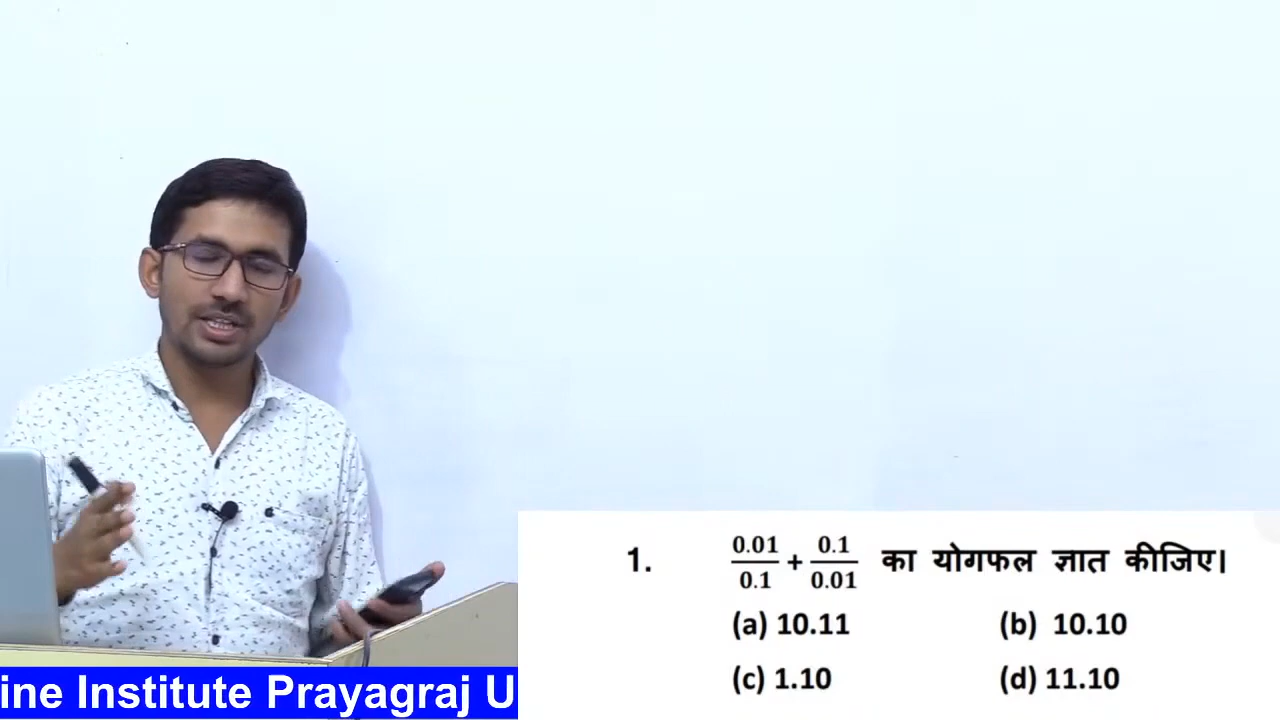 1. 0.01/0.1 + 0.1/0.01 का योगफल ज्ञात कीजिए।
(a) 10.11 (b) 10.10
(c) 1.10 (d) 11.10
ine Institute Prayagraj U